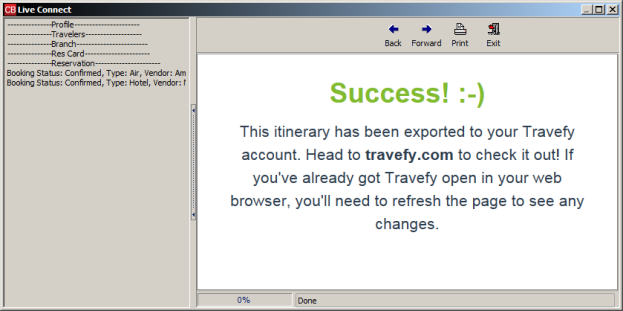 CB Live Connect
---------------Profile----------------------
---------------Travelers-------------------
---------------Branch------------------------
---------------Res Card----------------------
---------------Reservation----------------------
Booking Status: Confirmed, Type: Air, Vendor: Am
Booking Status: Confirmed, Type: Hotel, Vendor:
Back Forward Print Exit
Success! :-)
This itinerary has been exported to your Travefy
account. Head to travefy.com to check it out! If
you've already got Travefy open in your web
browser, you'll need to refresh the page to see any
changes.
0% Done